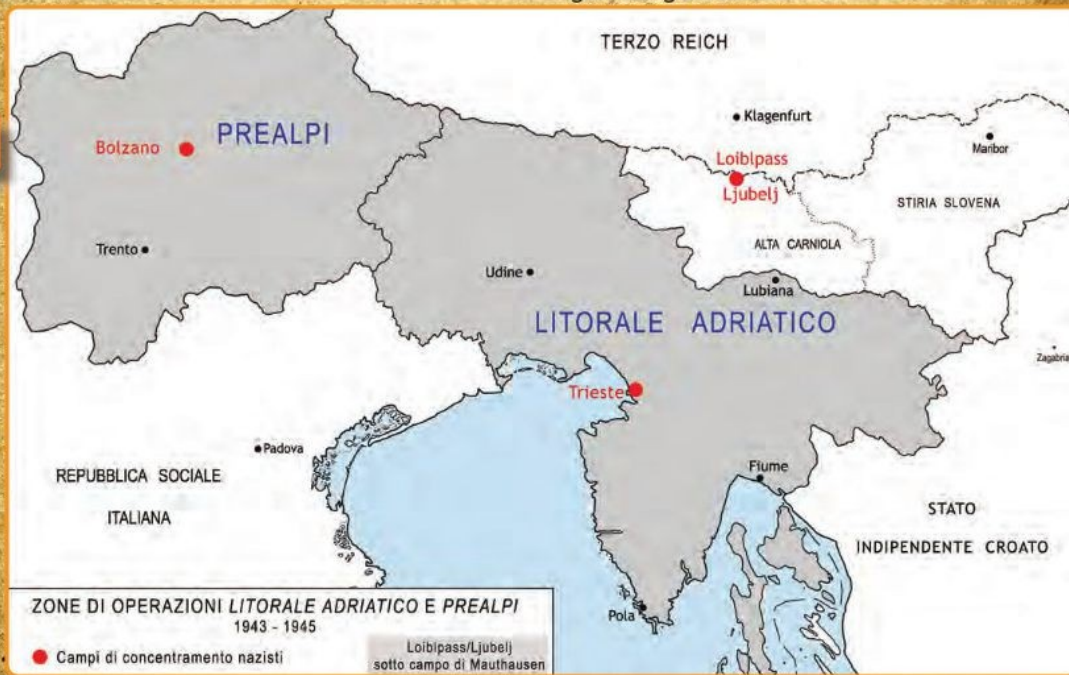 TERZO REICH
Klagenfurt
PREALPI
Bolzano
Loiblpass
Ljubelj
Maribor
STIRIA SLOVENA
Trento
ALTA CARNIOLA
Udine
Lubiana
LITORALE ADRIATICO
Zagabria
Trieste
Padova
Fiume
REPUBBLICA SOCIALE
ITALIANA
STATO
INDIPENDENTE CROATO
Pola
ZONE DI OPERAZIONI LITORALE ADRIATICO E PREALPI
1943 - 1945
Campi di concentramento nazisti
Loiblpass/Ljubelj
sotto campo di Mauthausen